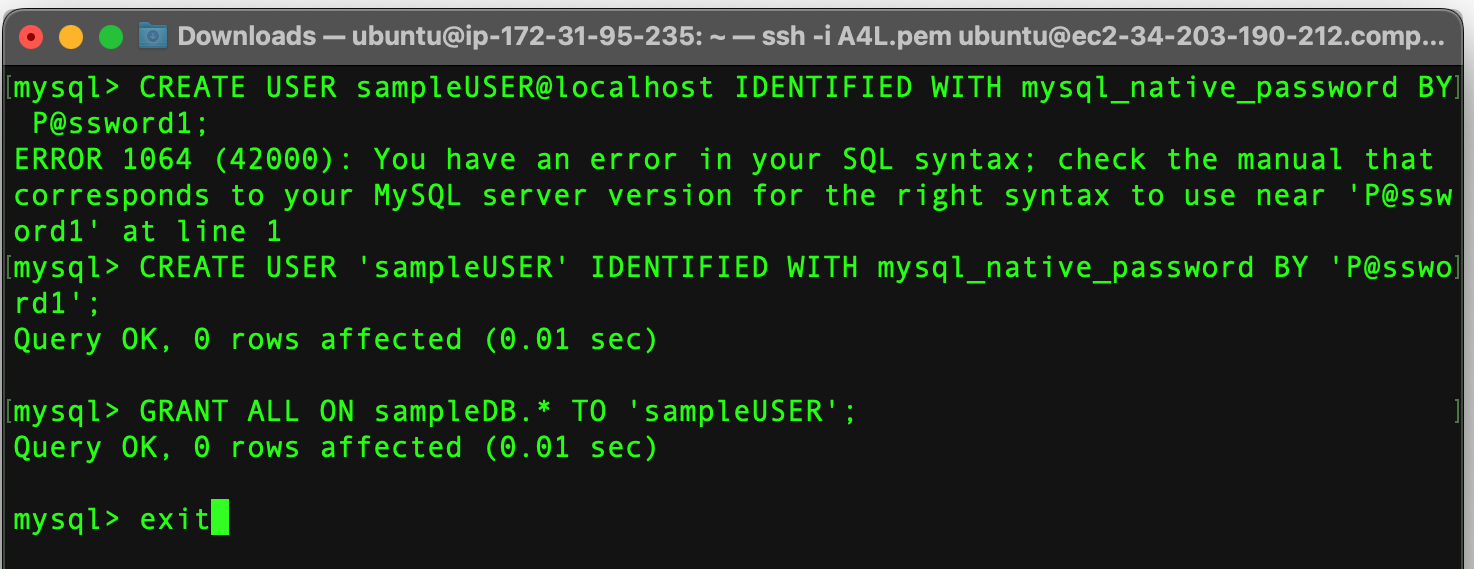 Downloads — ubuntu@ip-172-31-95-235: ~ — ssh -i A4L.pem ubuntu@ec2-34-203-190-212.comp...
[mysql> CREATE USER sampleUSER@localhost IDENTIFIED WITH mysql_native_password BY]
 P@ssword1;
ERROR 1064 (42000): You have an error in your SQL syntax; check the manual that
corresponds to your MySQL server version for the right syntax to use near 'P@ssw
ord1' at line 1
[mysql> CREATE USER 'sampleUSER' IDENTIFIED WITH mysql_native_password BY 'P@sswo]
rd1';
Query OK, 0 rows affected (0.01 sec)
[mysql> GRANT ALL ON sampleDB.* TO 'sampleUSER'; ]
Query OK, 0 rows affected (0.01 sec)
mysql> exit